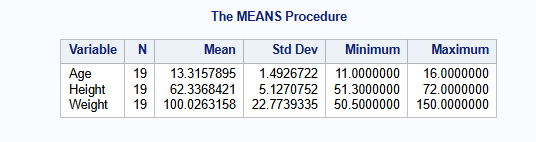 The MEANS Procedure
Variable N Mean Std Dev Minimum Maximum
Age 19 13.3157895 1.4926722 11.0000000 16.0000000
Height 19 62.3368421 5.1270752 51.3000000 72.0000000
Weight 19 100.0263158 22.7739335 50.5000000 150.0000000